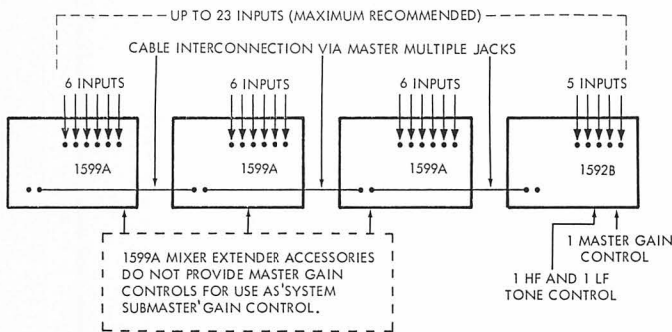 UP TO 23 INPUTS (MAXIMUM RECOMMENDED)
CABLE INTERCONNECTION VIA MASTER MULTIPLE JACKS
6 INPUTS
6 INPUTS
6 INPUTS
5 INPUTS
1599A
1599A
1599A
1592B
1599A MIXER EXTENDER ACCESSORIES
DO NOT PROVIDE MASTER GAIN
CONTROLS FOR USE AS'SYSTEM
SUBMASTER'GAIN CONTROL.
1 MASTER GAIN
CONTROL
1 HF AND 1 LF
TONE CONTROL